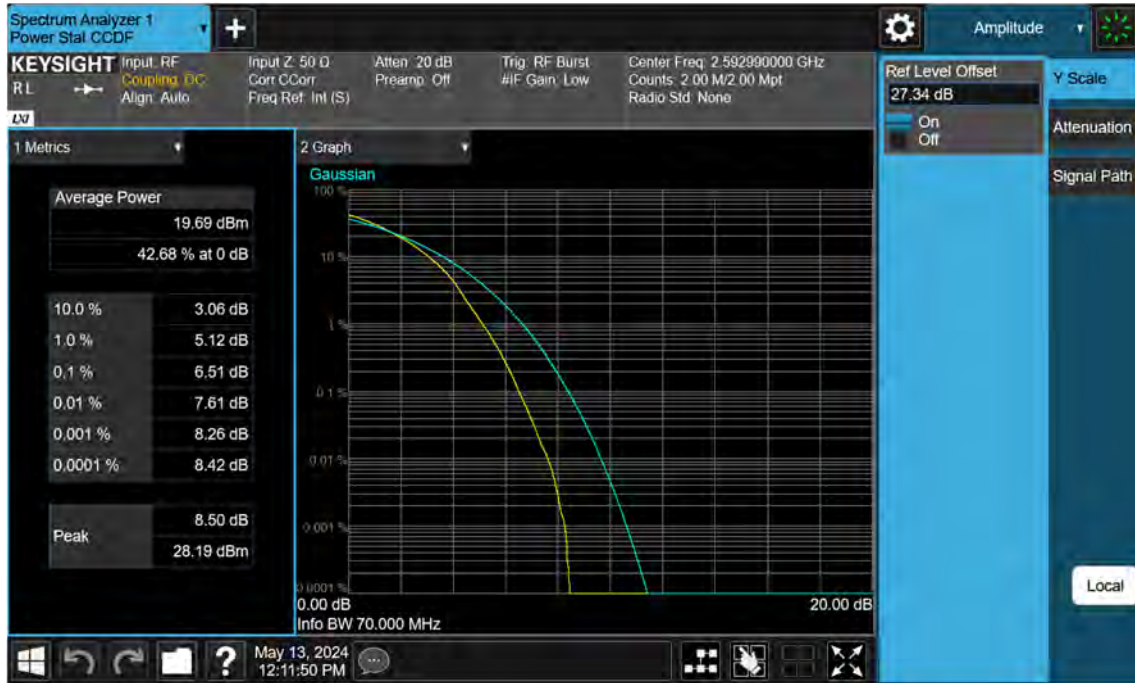 Spectrum Analyzer 1
Power Stat CCDF
+
Amplitude
KEYSIGHT
Input: RF
Coupling: DC
Align: Auto
Input Z: 50 Ω
Corr CCorr
Freq Ref: Int (S)
Atten: 20 dB
Preamp: Off
Trig: RF Burst
#IF Gain: Low
Center Freq: 2.592990000 GHz
Counts: 2.00 M/2.00 Mpt
Radio Std: None
RL
LXI
Ref Level Offset
27.34 dB
On
Off
Y Scale
Attenuation
Signal Path
1 Metrics
Average Power
19.69 dBm
42.68 % at 0 dB
10.0 % 3.06 dB
1.0 % 5.12 dB
0.1 % 6.51 dB
0.01 % 7.61 dB
0.001 % 8.26 dB
0.0001 % 8.42 dB
Peak
8.50 dB
28.19 dBm
2 Graph
Gaussian
100 %
10 %
1 %
0.1 %
0.01 %
0.001 %
0.0001 %
0.00 dB 20.00 dB
Info BW 70.000 MHz
Local
?
May 13, 2024
12:11:50 PM